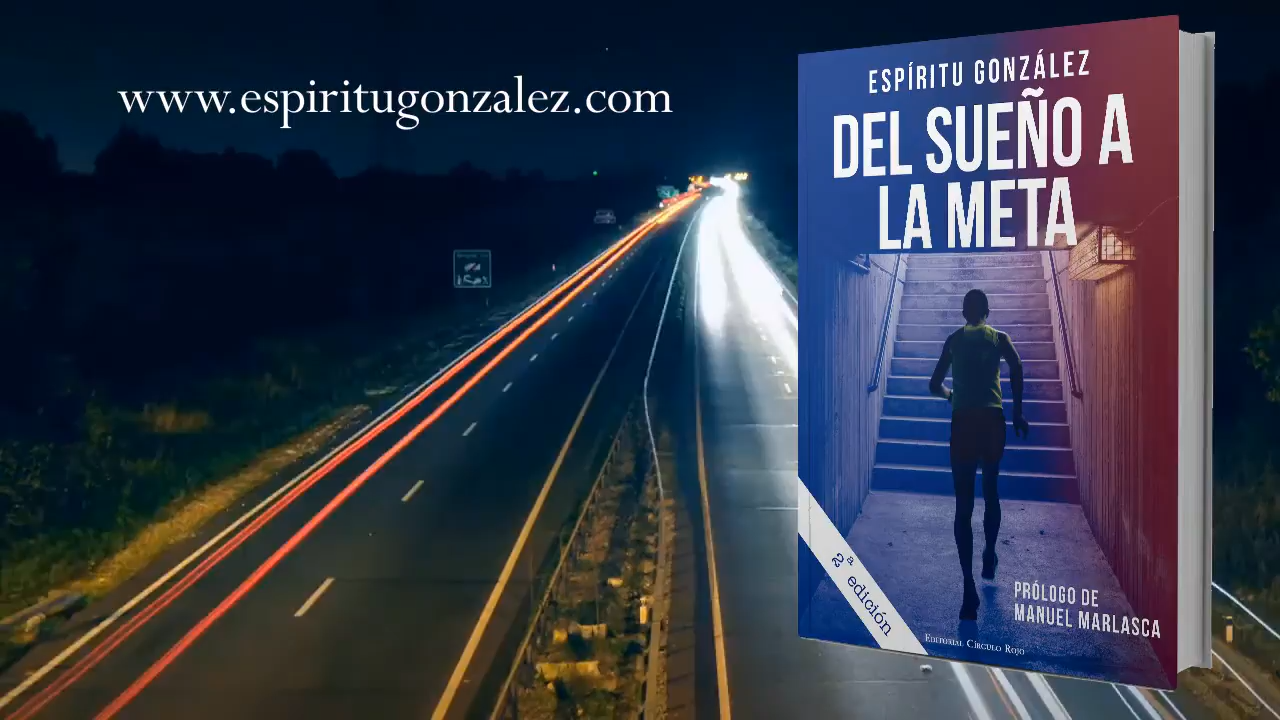 www.espiritugonzalez.com
ESPÍRITU GONZÁLEZ
DEL SUEÑO A
LA META
2ª edición
PRÓLOGO DE
MANUEL MARLASCA
Editorial Círculo Rojo